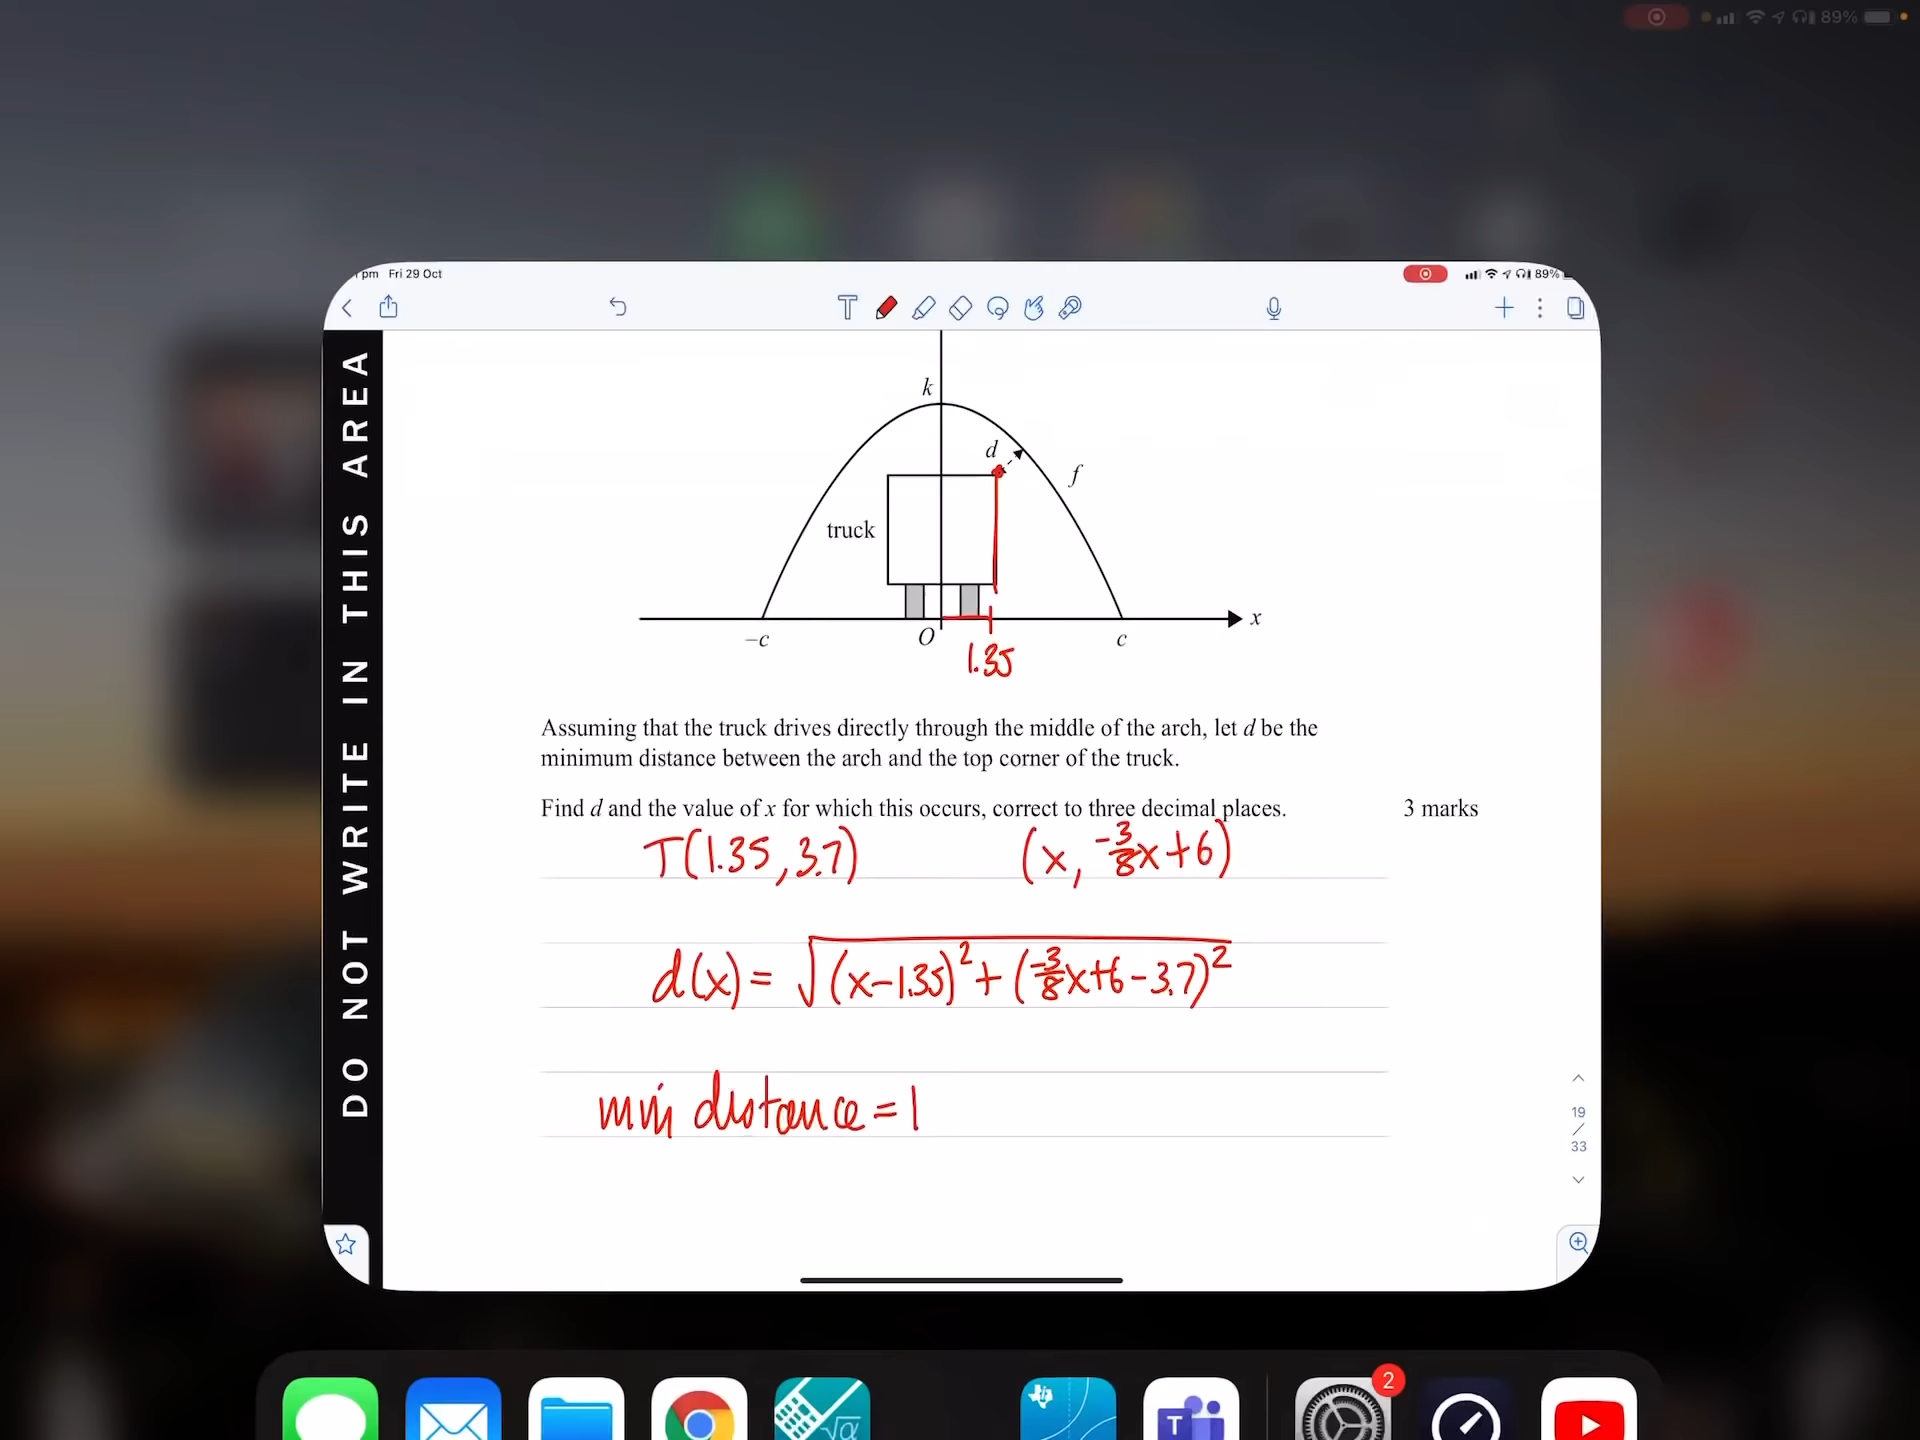 89%
pm Fri 29 Oct
89%
DO NOT WRITE IN THIS AREA
k
d
f
truck
x
−c
O
c
1.35
Assuming that the truck drives directly through the middle of the arch, let d be the
minimum distance between the arch and the top corner of the truck.
Find d and the value of x for which this occurs, correct to three decimal places. 3 marks
T(1.35, 3.7) (x, -3/8x+6)
d(x) = √(x-1.35)²+(-3/8x+6-3.7)²
min distance = 1
19
/
33
2
√α
T